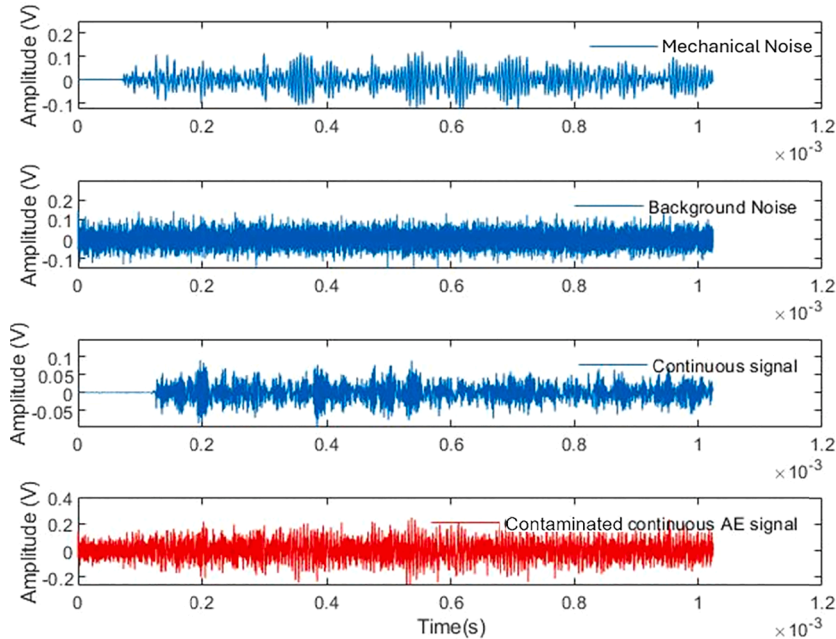 0.2
0.1
0
-0.1
Amplitude (V)
Mechanical Noise
0 0.2 0.4 0.6 0.8 1 1.2
×10-3
0.2
0.1
0
-0.1
Amplitude (V)
Background Noise
0 0.2 0.4 0.6 0.8 1 1.2
×10-3
0.1
0.05
0
-0.05
Amplitude (V)
Continuous signal
0 0.2 0.4 0.6 0.8 1 1.2
×10-3
0.4
0.2
0
-0.2
Amplitude (V)
Contaminated continuous AE signal
0 0.2 0.4 0.6 0.8 1 1.2
Time(s)
×10-3